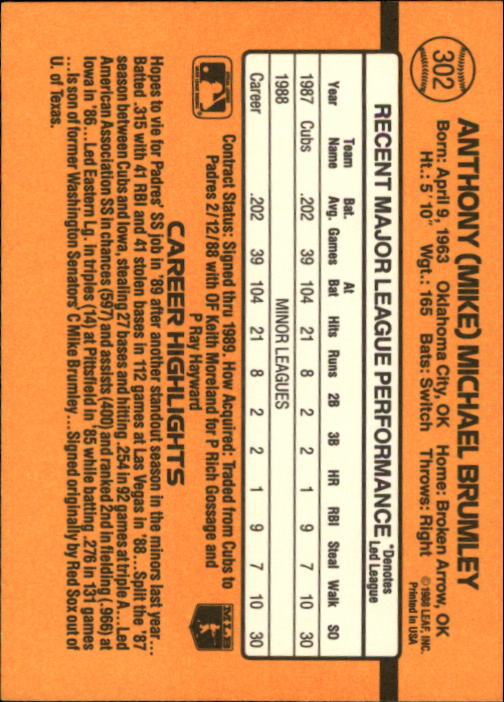 302
ANTHONY (MIKE) MICHAEL BRUMLEY
Born: April 9, 1963 Oklahoma City, OK Home: Broken Arrow, OK
Ht.: 5' 10" Wgt.: 165 Bats: Switch Throws: Right
© 1988 LEAF, INC.
Printed in USA
RECENT MAJOR LEAGUE PERFORMANCE *Denotes Led League
Year Team Name Bat. Avg. Games At Bat Hits Runs 2B 3B HR RBI Steal Walk SO
1987 Cubs .202 39 104 21 8 2 2 1 9 7 10 30
1988 MINOR LEAGUES
Career .202 39 104 21 8 2 2 1 9 7 10 30
Contract Status: Signed thru 1989. How Acquired: Traded from Cubs to
Padres 2/12/88 with OF Keith Moreland for P Rich Gossage and
P Ray Hayward
MLB
CAREER HIGHLIGHTS
Hopes to vie for Padres' SS job in '89 after another standout season in the minors last year...
Batted .315 with 41 RBI and 41 stolen bases in 112 games at Las Vegas in '88....Split the '87
season between Cubs and Iowa, stealing 27 bases and hitting .254 in 92 games at triple A....Led
American Association SS in chances (597) and assists (400) and ranked 2nd in fielding (.966) at
Iowa in '86...Led Eastern Lg. in triples (14) at Pittsfield in '85 while batting .276 in 131 games
....Is son of former Washington Senators' C Mike Brumley....Signed originally by Red Sox out of
U. of Texas.